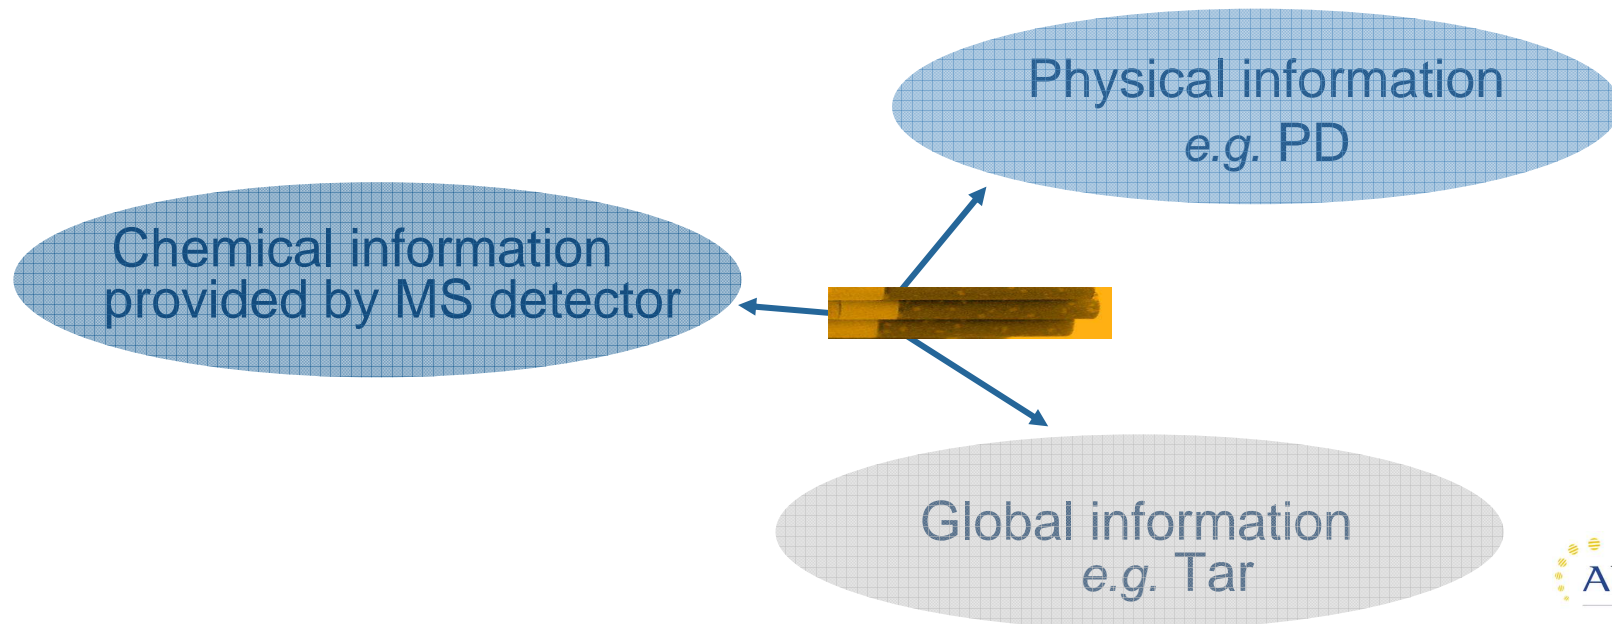 Physical information
e.g. PD
Chemical information
provided by MS detector
Global information
e.g. Tar